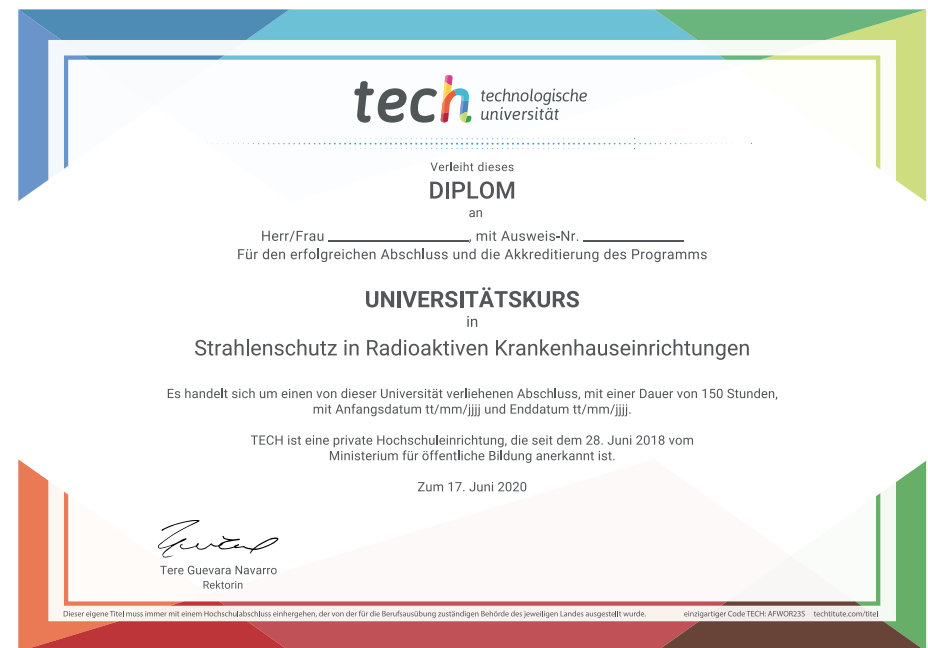 tech technologische
universität
Verleiht dieses
DIPLOM
an
Herr/Frau ____________________, mit Ausweis-Nr. ______________
Für den erfolgreichen Abschluss und die Akkreditierung des Programms
UNIVERSITÄTSKURS
in
Strahlenschutz in Radioaktiven Krankenhauseinrichtungen
Es handelt sich um einen von dieser Universität verliehenen Abschluss, mit einer Dauer von 150 Stunden,
mit Anfangsdatum tt/mm/jjjj und Enddatum tt/mm/jjjj.
TECH ist eine private Hochschuleinrichtung, die seit dem 28. Juni 2018 vom
Ministerium für öffentliche Bildung anerkannt ist.
Zum 17. Juni 2020
Tere Guevara Navarro
Rektorin
Dieser eigene Titel muss immer mit einem Hochschulabschluss einhergehen, der von der für die Berufsausübung zuständigen Behörde des jeweiligen Landes ausgestellt wurde. einzigartiger Code TECH: AFWOR23S techtitute.com/titel